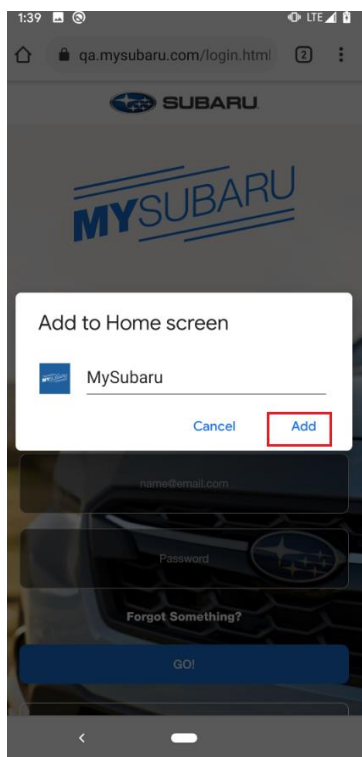 1:39 LTE
qa.mysubaru.com/login.html 2
SUBARU
MYSUBARU
Add to Home screen
MySubaru
Cancel Add
name@email.com
Password
Forgot Something?
GO!